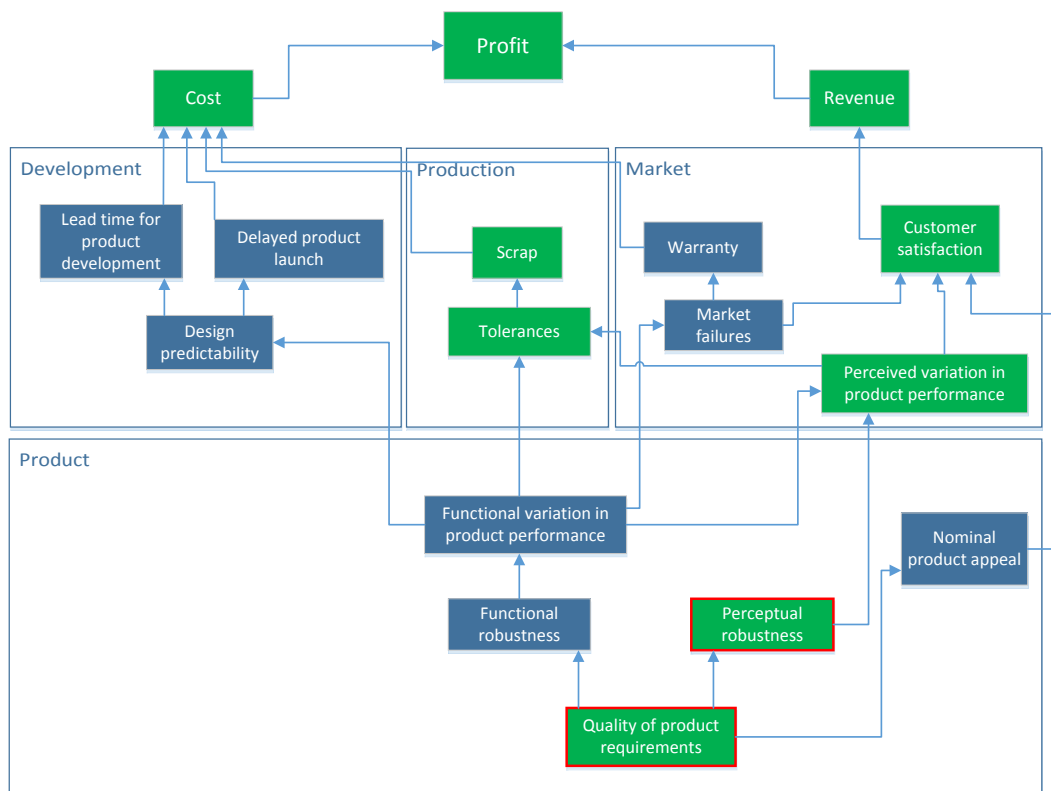 Profit
Cost
Revenue
Development
Production
Market
Lead time for
product
development
Delayed product
launch
Scrap
Warranty
Customer
satisfaction
Design
predictability
Tolerances
Market
failures
Perceived variation in
product performance
Product
Functional variation in
product performance
Nominal
product appeal
Functional
robustness
Perceptual
robustness
Quality of product
requirements